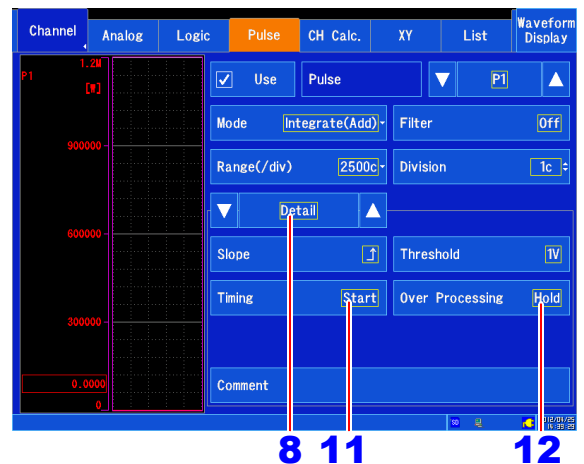 Channel Analog Logic Pulse CH Calc. XY List Waveform Display
P1 1.2M
[W]
900000
600000
300000
0.0000
0
Use Pulse P1
Mode Integrate(Add) Filter Off
Range(/div) 2500c Division 1c
Detail
Slope Threshold 1V
Timing Start Over Processing Hold
Comment
SD
8 11 12